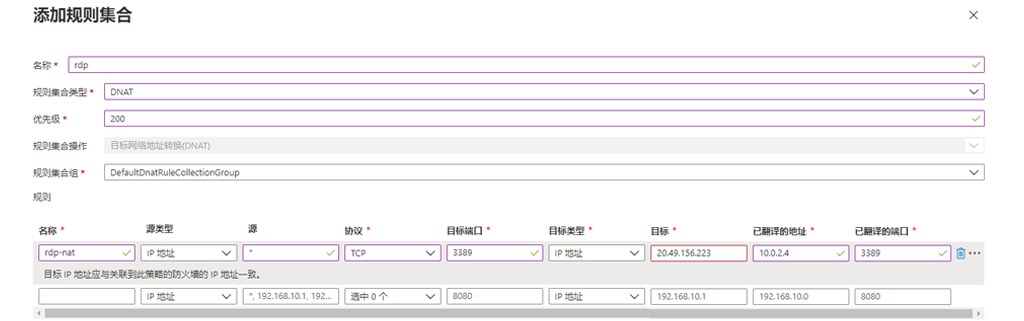 添加规则集合
名称 * rdp
规则集合类型 * DNAT
优先级 * 200
规则集合操作 目标网络地址转换(DNAT)
规则集合组 * DefaultDnatRuleCollectionGroup
规则
名称 * 源类型 源 协议 * 目标端口 * 目标类型 * 目标 * 已翻译的地址 * 已翻译的端口 *
rdp-nat IP 地址 * TCP 3389 IP 地址 20.49.156.223 10.0.2.4 3389
目标 IP 地址应与关联到此策略的防火墙的 IP 地址一致。
IP 地址 *, 192.168.10.1, 192... 选中 0 个 8080 IP 地址 192.168.10.1 192.168.10.0 8080